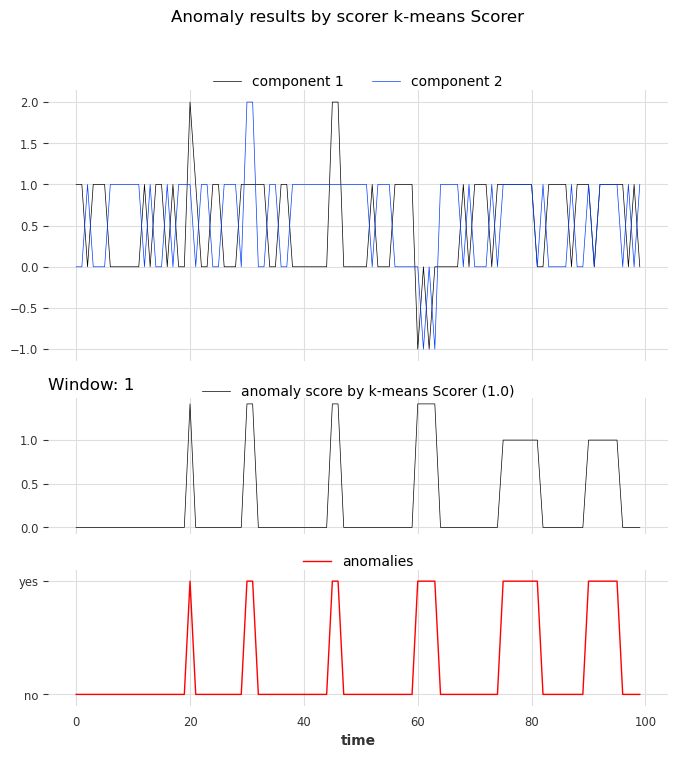 Anomaly results by scorer k-means Scorer
component 1 component 2
2.0
1.5
1.0
0.5
0.0
−0.5
−1.0
Window: 1
anomaly score by k-means Scorer (1.0)
1.0
0.5
0.0
anomalies
yes
no
0 20 40 60 80 100
time